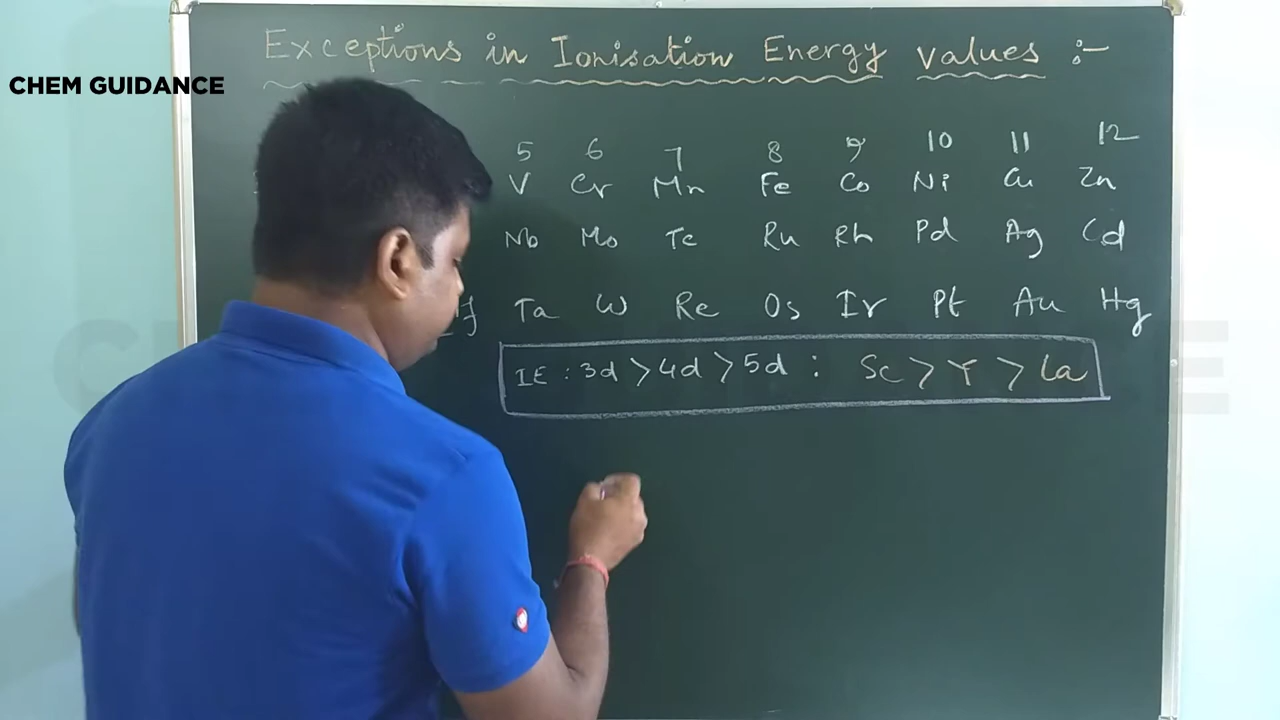 Exceptions in Ionisation Energy values :-
CHEM GUIDANCE
5 6 7 8 9 10 11 12
V Cr Mn Fe Co Ni Cu Zn
Nb Mo Tc Ru Rh Pd Ag Cd
Ta W Re Os Ir Pt Au Hg
IE : 3d > 4d > 5d : Sc > Y > La